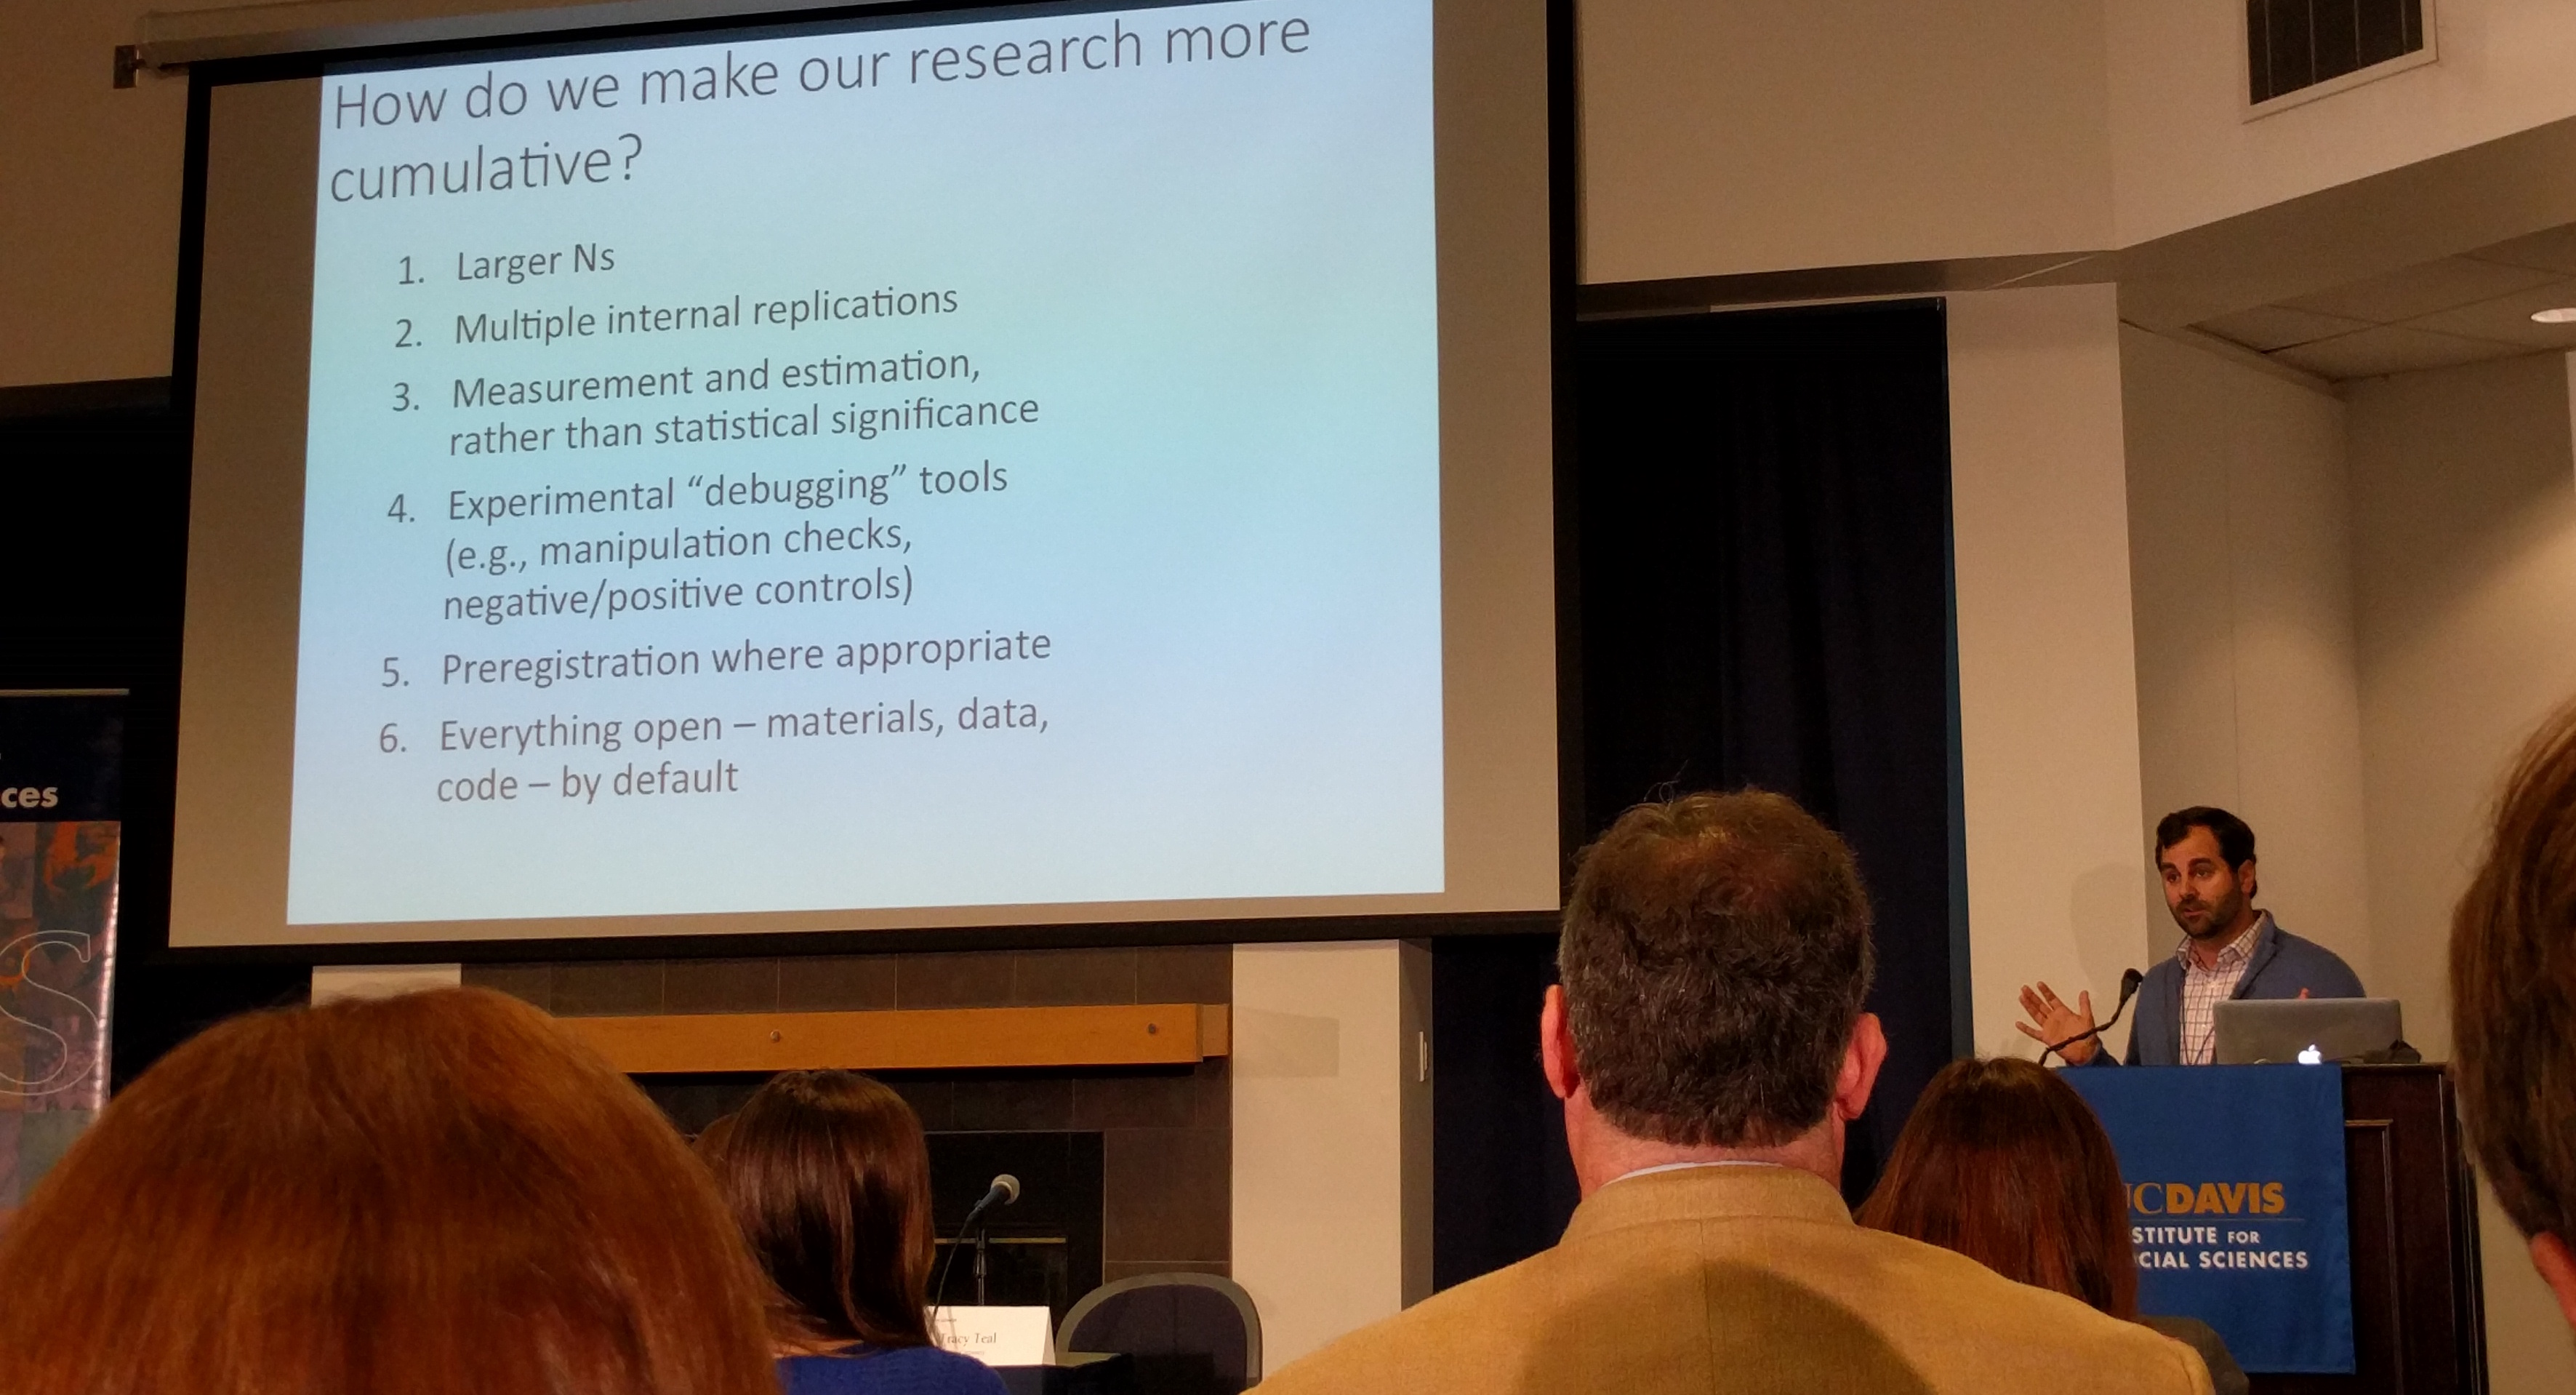 How do we make our research more
cumulative?
1. Larger Ns
2. Multiple internal replications
3. Measurement and estimation,
rather than statistical significance
4. Experimental “debugging” tools
(e.g., manipulation checks,
negative/positive controls)
5. Preregistration where appropriate
6. Everything open – materials, data,
code – by default
ces
S
Tracy Teal
UCDAVIS
STITUTE FOR
CIAL SCIENCES